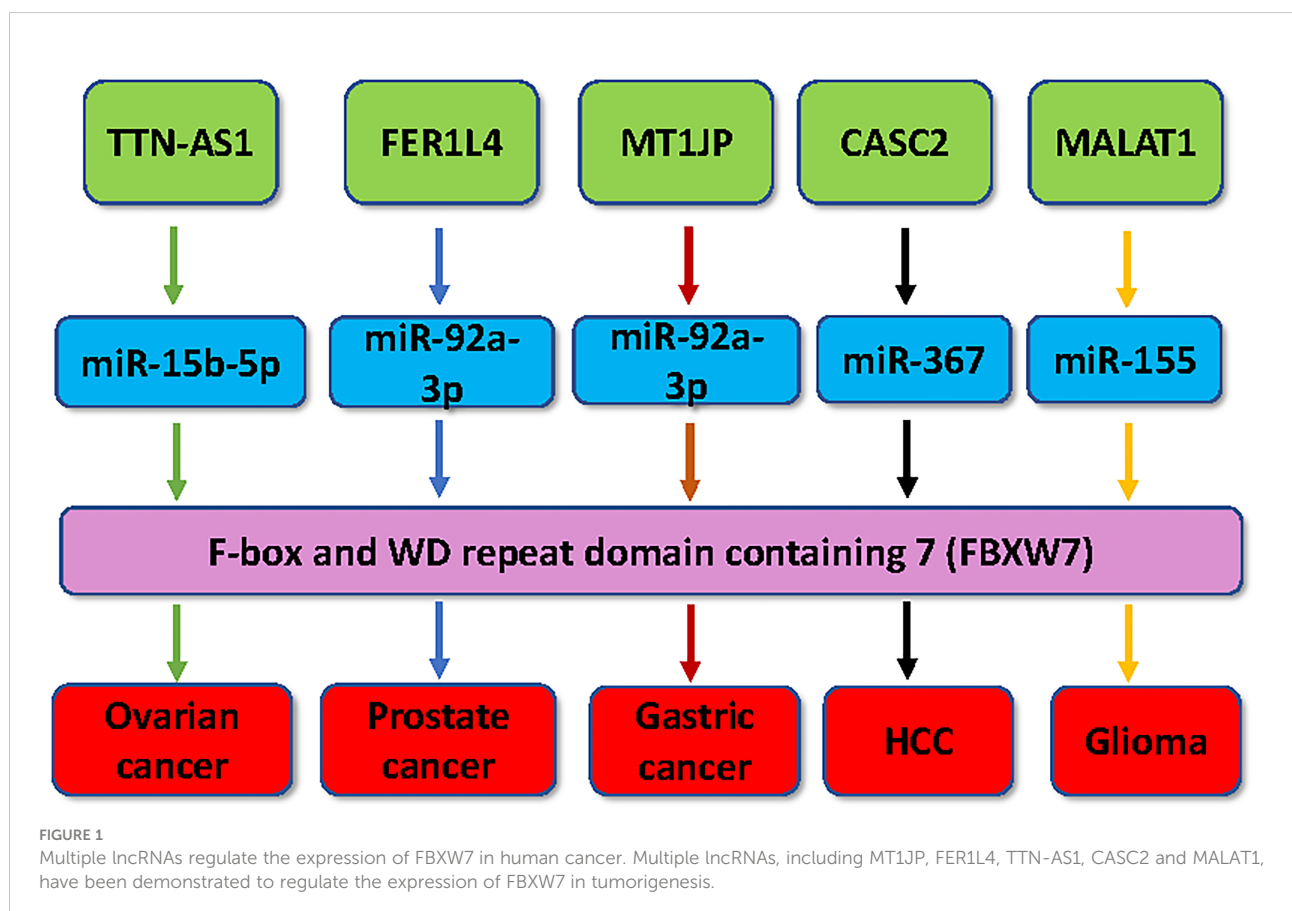 TTN-AS1 FER1L4 MT1JP CASC2 MALAT1
miR-15b-5p miR-92a-3p miR-92a-3p miR-367 miR-155
F-box and WD repeat domain containing 7 (FBXW7)
Ovarian cancer Prostate cancer Gastric cancer HCC Glioma
FIGURE 1
Multiple lncRNAs regulate the expression of FBXW7 in human cancer. Multiple lncRNAs, including MT1JP, FER1L4, TTN-AS1, CASC2 and MALAT1,
have been demonstrated to regulate the expression of FBXW7 in tumorigenesis.